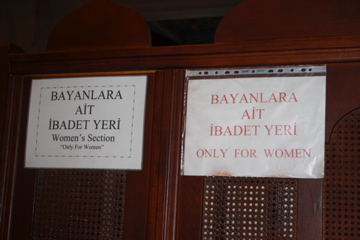 BAYANLARA
AİT
İBADET YERİ
Women's Section
"Only For Women"
BAYANLARA
AİT
İBADET YERİ
ONLY FOR WOMEN